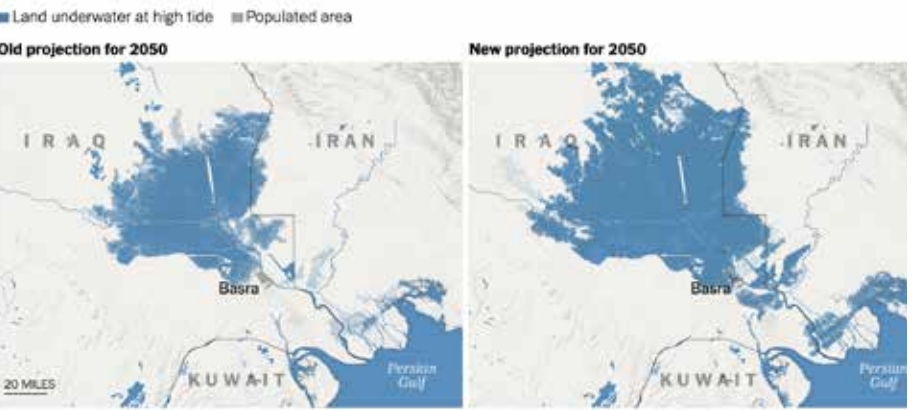 Land underwater at high tide Populated area
Old projection for 2050
New projection for 2050
IRAQ
IRAN
Basra
KUWAIT
Persian
Gulf
20 MILES
IRAQ
IRAN
Basra
KUWAIT
Persian
Gulf